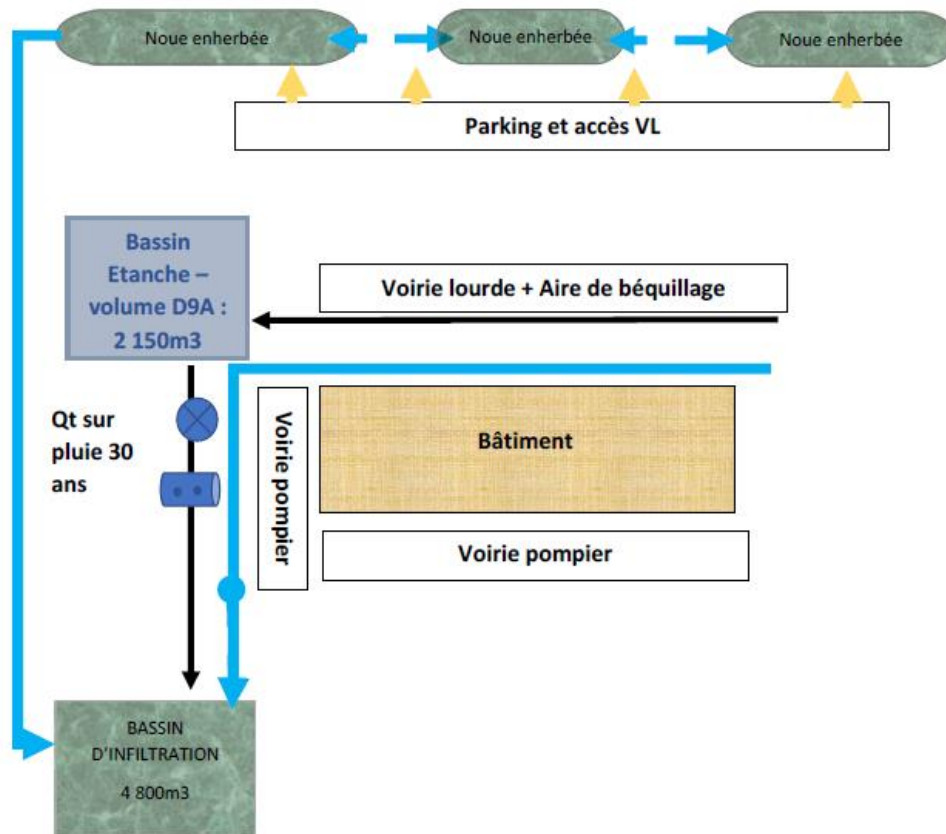 Noue enherbée
Noue enherbée
Noue enherbée
Parking et accès VL
Bassin
Etanche –
volume D9A :
2 150m3
Voirie lourde + Aire de béquillage
Qt sur
pluie 30
ans
Voirie pompier
Bâtiment
Voirie pompier
BASSIN
D'INFILTRATION
4 800m3